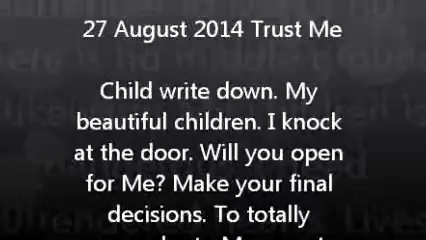 27 August 2014 Trust Me
Child write down. My
beautiful children. I knock
at the door. Will you open
for Me? Make your final
decisions. To totally